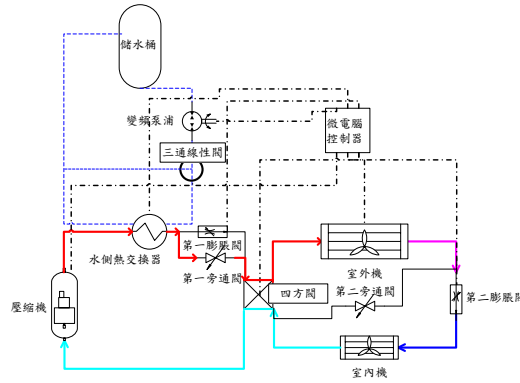 儲水桶
變頻泵浦
微電腦
控制器
三通線性閥
第一膨脹閥
水側熱交換器
第一旁通閥
室外機
四方閥
第二旁通閥
第二膨脹閥
壓縮機
室內機